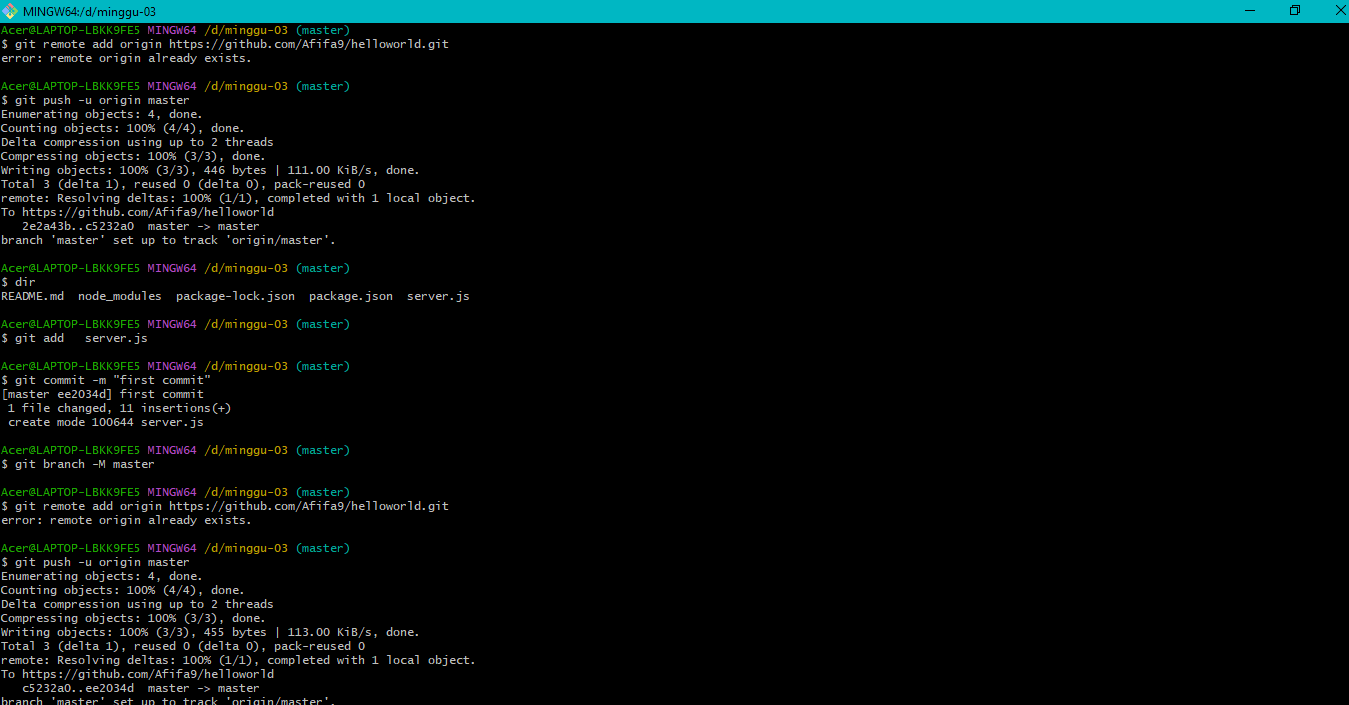 MINGW64:/d/minggu-03
Acer@LAPTOP-LBKK9FE5 MINGW64 /d/minggu-03 (master)
$ git remote add origin https://github.com/Afifa9/helloworld.git
error: remote origin already exists.
Acer@LAPTOP-LBKK9FE5 MINGW64 /d/minggu-03 (master)
$ git push -u origin master
Enumerating objects: 4, done.
Counting objects: 100% (4/4), done.
Delta compression using up to 2 threads
Compressing objects: 100% (3/3), done.
Writing objects: 100% (3/3), 446 bytes | 111.00 KiB/s, done.
Total 3 (delta 1), reused 0 (delta 0), pack-reused 0
remote: Resolving deltas: 100% (1/1), completed with 1 local object.
To https://github.com/Afifa9/helloworld
   2e2a43b..c5232a0  master -> master
branch 'master' set up to track 'origin/master'.
Acer@LAPTOP-LBKK9FE5 MINGW64 /d/minggu-03 (master)
$ dir
README.md  node_modules  package-lock.json  package.json  server.js
Acer@LAPTOP-LBKK9FE5 MINGW64 /d/minggu-03 (master)
$ git add   server.js
Acer@LAPTOP-LBKK9FE5 MINGW64 /d/minggu-03 (master)
$ git commit -m "first commit"
[master ee2034d] first commit
 1 file changed, 11 insertions(+)
 create mode 100644 server.js
Acer@LAPTOP-LBKK9FE5 MINGW64 /d/minggu-03 (master)
$ git branch -M master
Acer@LAPTOP-LBKK9FE5 MINGW64 /d/minggu-03 (master)
$ git remote add origin https://github.com/Afifa9/helloworld.git
error: remote origin already exists.
Acer@LAPTOP-LBKK9FE5 MINGW64 /d/minggu-03 (master)
$ git push -u origin master
Enumerating objects: 4, done.
Counting objects: 100% (4/4), done.
Delta compression using up to 2 threads
Compressing objects: 100% (3/3), done.
Writing objects: 100% (3/3), 455 bytes | 113.00 KiB/s, done.
Total 3 (delta 1), reused 0 (delta 0), pack-reused 0
remote: Resolving deltas: 100% (1/1), completed with 1 local object.
To https://github.com/Afifa9/helloworld
   c5232a0..ee2034d  master -> master
branch 'master' set up to track 'origin/master'.